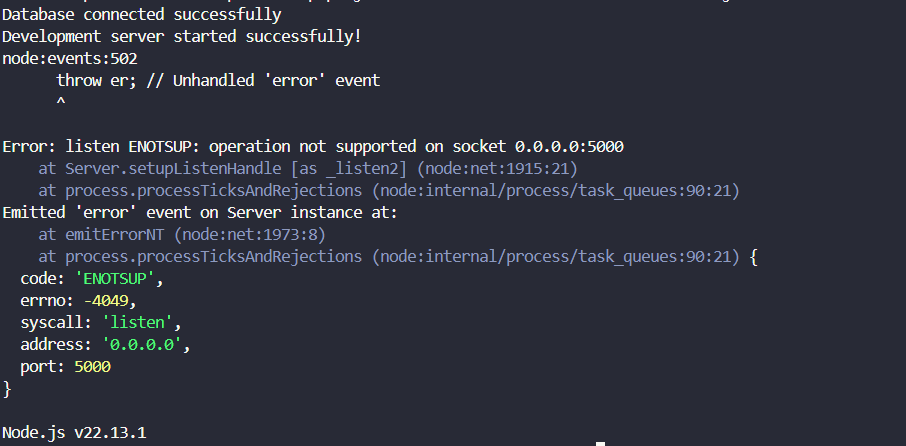 Database connected successfully
Development server started successfully!
node:events:502
throw er; // Unhandled 'error' event
^
Error: listen ENOTSUP: operation not supported on socket 0.0.0.0:5000
at Server.setupListenHandle [as _listen2] (node:net:1915:21)
at process.processTicksAndRejections (node:internal/process/task_queues:90:21)
Emitted 'error' event on Server instance at:
at emitErrorNT (node:net:1973:8)
at process.processTicksAndRejections (node:internal/process/task_queues:90:21) {
code: 'ENOTSUP',
errno: -4049,
syscall: 'listen',
address: '0.0.0.0',
port: 5000
}
Node.js v22.13.1